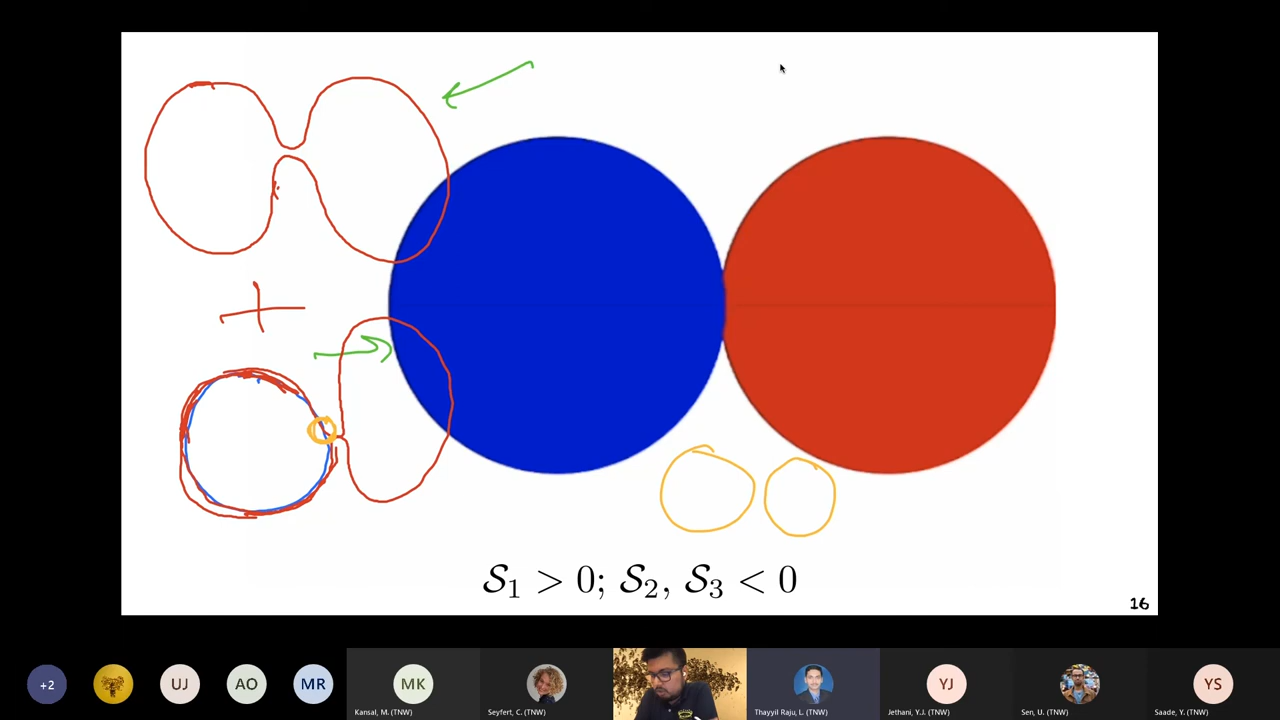 +
S₁ > 0; S₂, S₃ < 0
16
+2
UJ
AO
MR
MK
YJ
YS
Kansal, M. (TNW)
Seyfert, C. (TNW)
Thayyil Raju, L. (TNW)
Jethani, Y.J. (TNW)
Sen, U. (TNW)
Saade, Y. (TNW)